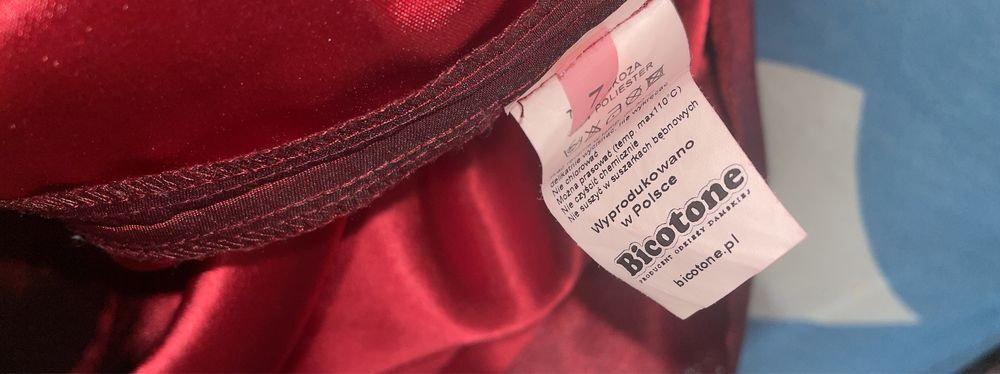 POLIESTER
Nie chlorować
Można prasować (temp. max110°C)
Nie czyścić chemicznie
Nie suszyć w suszarkach bębnowych
Wyprodukowano
w Polsce
Bicotone
PRODUCENT ODZIEŻY DAMSKIEJ
bicotone.pl